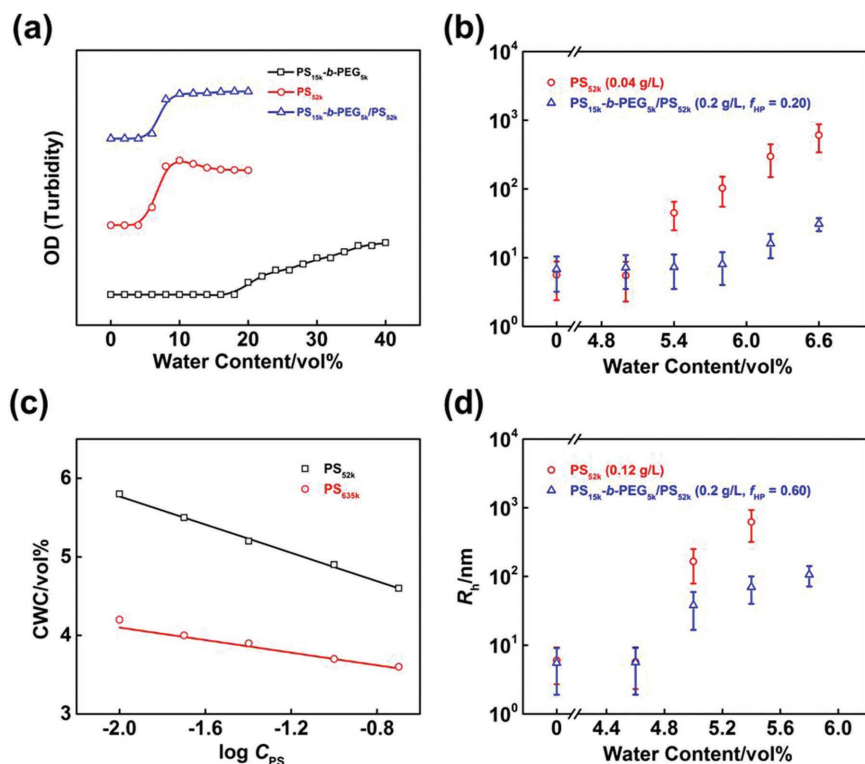 (a)
OD (Turbidity)
PS15k-b-PEG5k
PS52k
PS15k-b-PEG5k/PS52k
0 10 20 30 40
Water Content/vol%
(b)
10^4
10^3
10^2
10^1
10^0
PS52k (0.04 g/L)
PS15k-b-PEG5k/PS52k (0.2 g/L, fHP = 0.20)
0 4.8 5.4 6.0 6.6
Water Content/vol%
(c)
CWC/vol%
6
5
4
3
PS52k
PS635k
-2.0 -1.6 -1.2 -0.8
log CPS
(d)
Rh/nm
10^4
10^3
10^2
10^1
10^0
PS52k (0.12 g/L)
PS15k-b-PEG5k/PS52k (0.2 g/L, fHP = 0.60)
0 4.4 4.8 5.2 5.6 6.0
Water Content/vol%